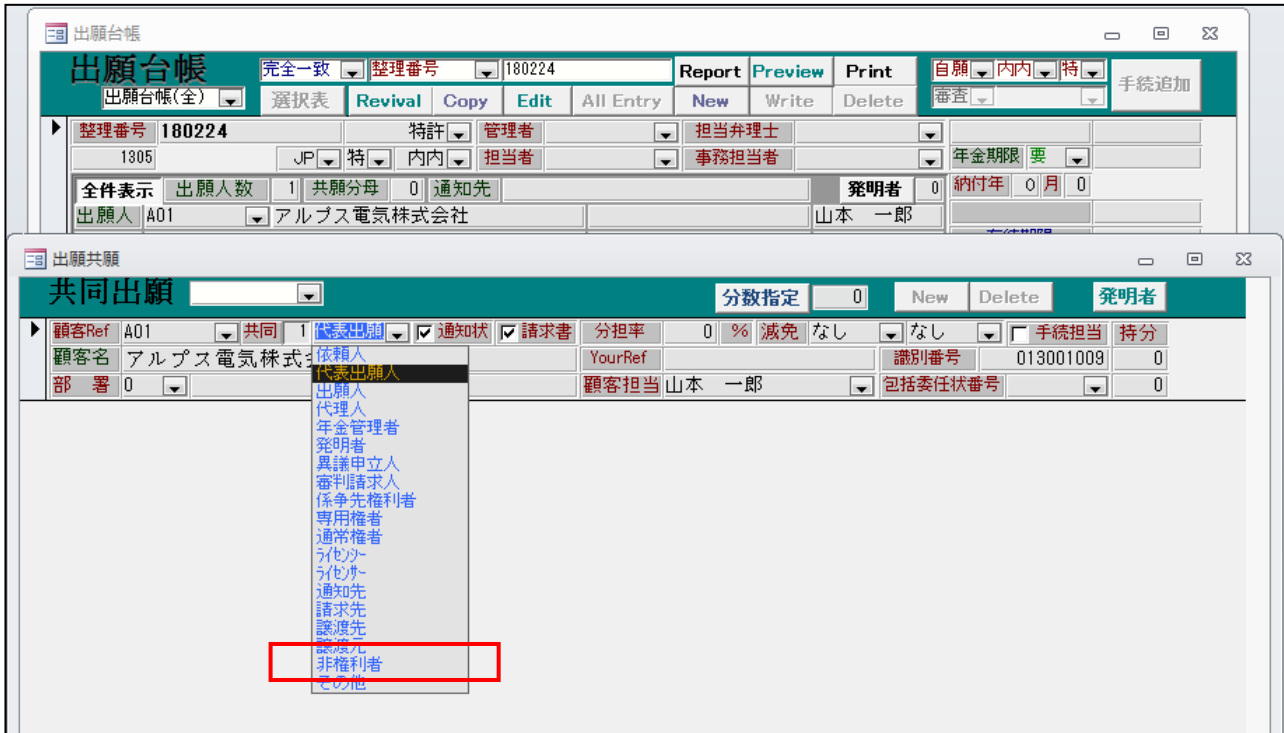 出願台帳
出願台帳 完全一致 整理番号 180224 Report Preview Print 自願 内内 特 手続追加
出願台帳(全) 選択表 Revival Copy Edit All Entry New Write Delete 審査
整理番号 180224 特許 管理者 担当弁理士
1305 JP 特 内内 担当者 事務担当者 年金期限 要
全件表示 出願人数 1 共願分母 0 通知先 発明者 0 納付年 0 月 0
出願人 A01 アルプス電気株式会社 山本 一郎
出願共願
共同出願 分数指定 0 New Delete 発明者
顧客Ref A01 共同 1 代表出願 通知状 請求書 分担率 0 % 減免 なし なし 手続担当 持分
顧客名 アルプス電気株式 YourRef 識別番号 013001009 0
部 署 0 顧客担当 山本 一郎 包括委任状番号 0
依頼人
代表出願人
出願人
代理人
年金管理者
発明者
異議申立人
審判請求人
係争先権利者
専用権者
通常権者
ﾗｲｾﾝｼｰ
ﾗｲｾﾝｻｰ
通知先
請求先
譲渡先
譲渡元
非権利者
その他